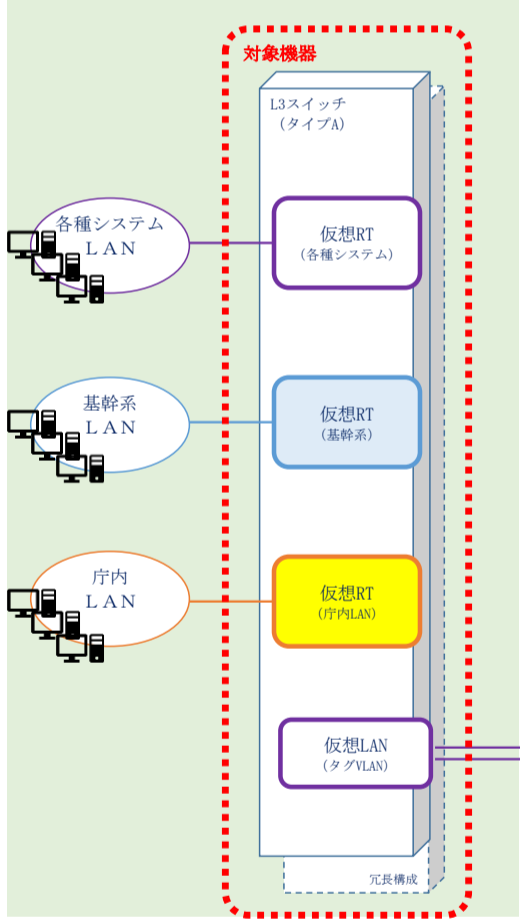 対象機器
L3スイッチ
（タイプA）
各種システム
ＬＡＮ
仮想RT
（各種システム）
基幹系
ＬＡＮ
仮想RT
（基幹系）
庁内
ＬＡＮ
仮想RT
（庁内LAN）
仮想LAN
（タグVLAN）
冗長構成